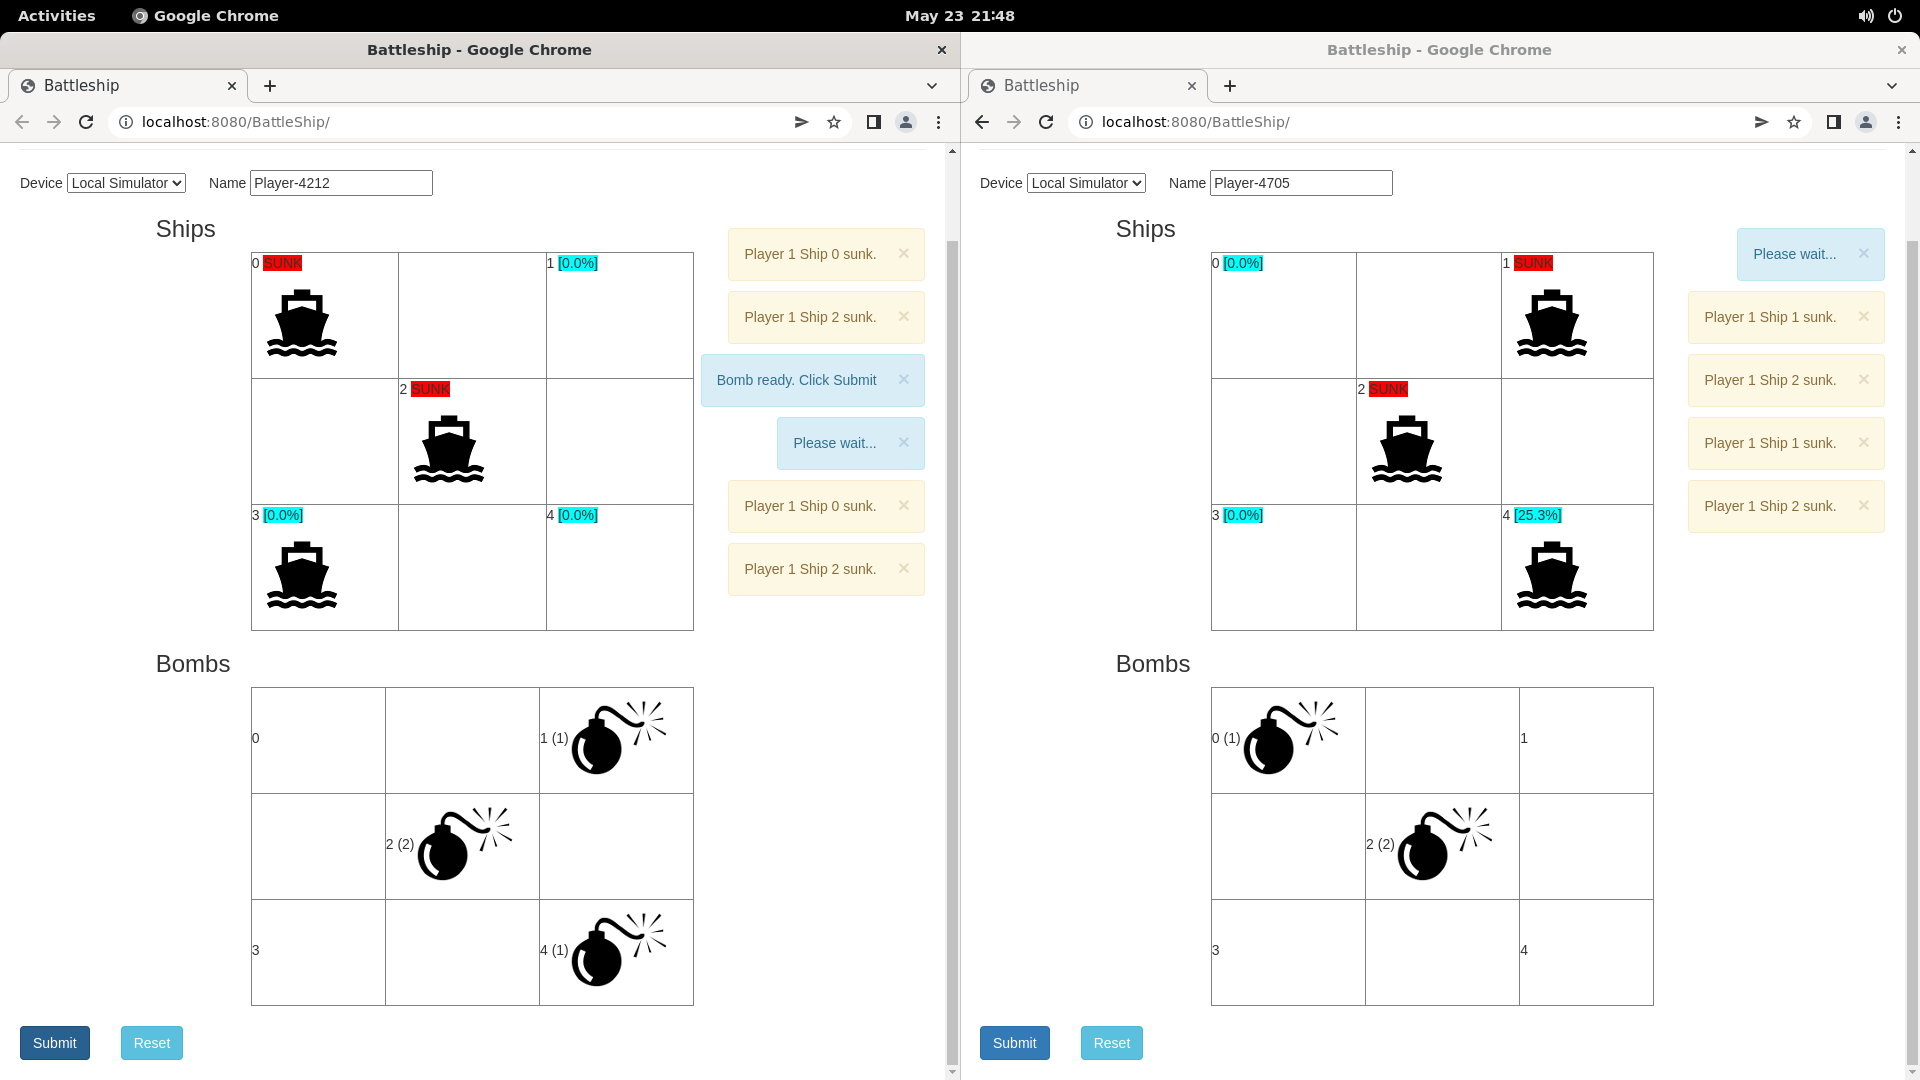 Activities Google Chrome May 23 21:48
Battleship - Google Chrome
Battleship
localhost:8080/BattleShip/
Device Local Simulator Name Player-4212
Ships
0 SUNK 1 [0.0%]
2 SUNK
3 [0.0%] 4 [0.0%]
Player 1 Ship 0 sunk. ×
Player 1 Ship 2 sunk. ×
Bomb ready. Click Submit ×
Please wait... ×
Player 1 Ship 0 sunk. ×
Player 1 Ship 2 sunk. ×
Bombs
0 1 (1)
2 (2)
3 4 (1)
Submit Reset
Battleship - Google Chrome
Battleship
localhost:8080/BattleShip/
Device Local Simulator Name Player-4705
Ships
0 [0.0%] 1 SUNK
2 SUNK
3 [0.0%] 4 [25.3%]
Please wait... ×
Player 1 Ship 1 sunk. ×
Player 1 Ship 2 sunk. ×
Player 1 Ship 1 sunk. ×
Player 1 Ship 2 sunk. ×
Bombs
0 (1) 1
2 (2)
3 4
Submit Reset